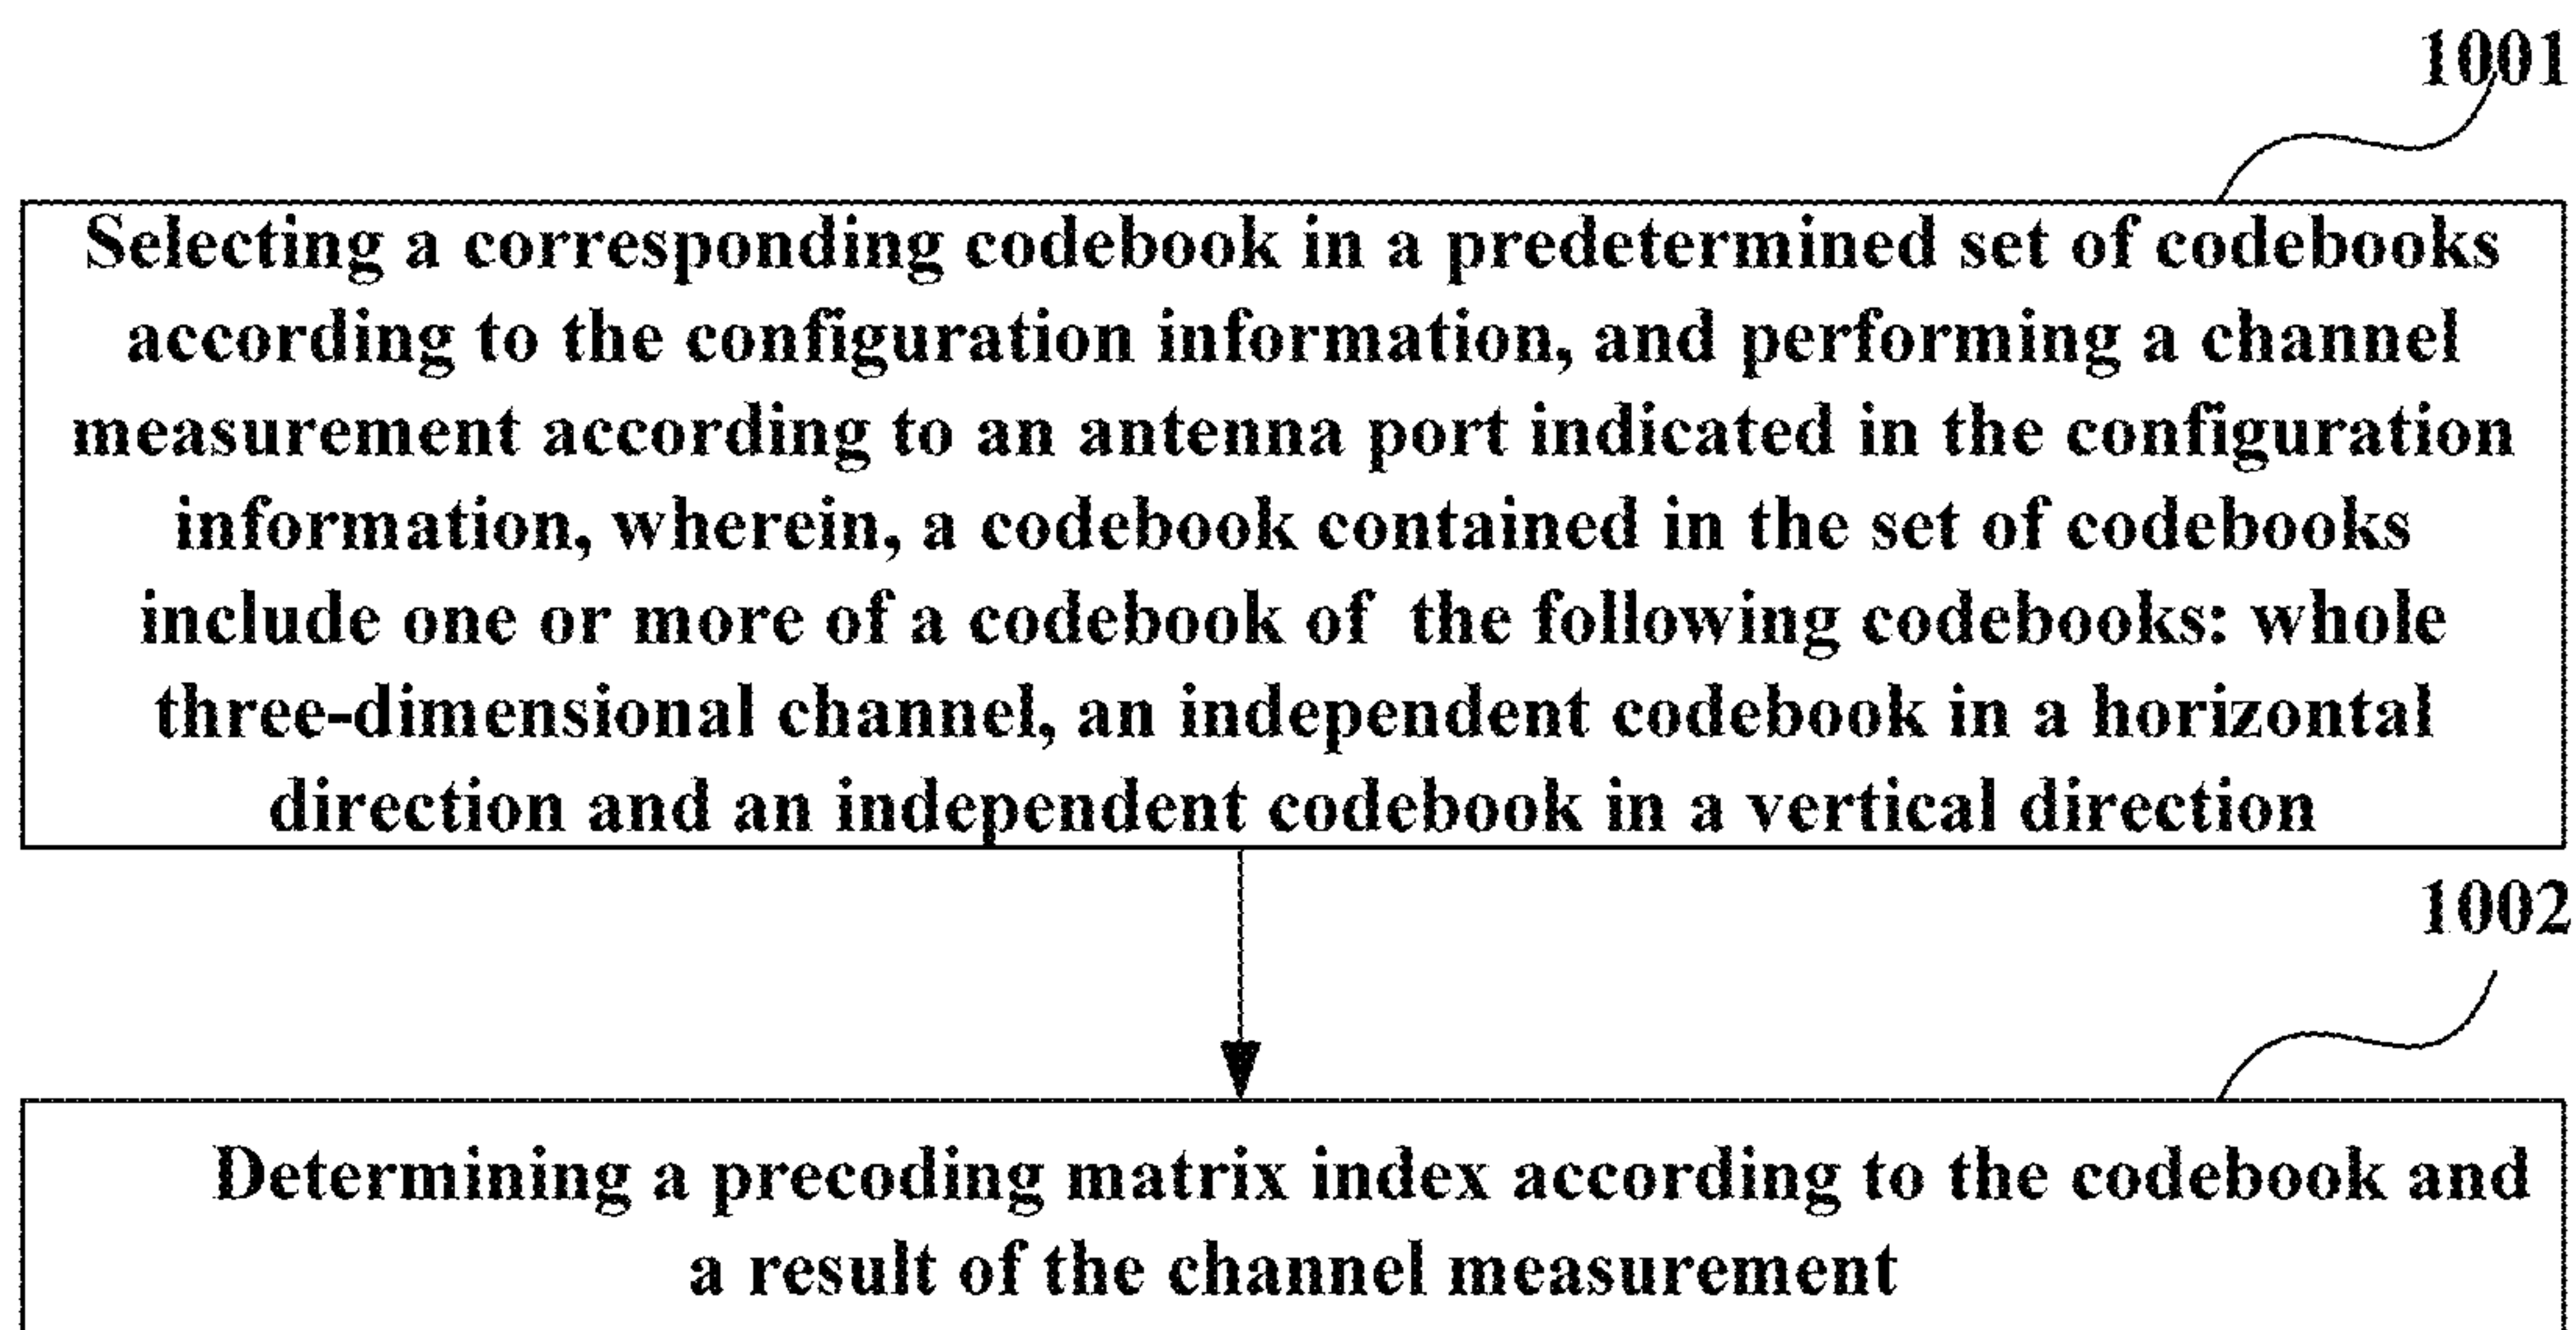 1001
Selecting a corresponding codebook in a predetermined set of codebooks
according to the configuration information, and performing a channel
measurement according to an antenna port indicated in the configuration
information, wherein, a codebook contained in the set of codebooks
include one or more of a codebook of the following codebooks: whole
three-dimensional channel, an independent codebook in a horizontal
direction and an independent codebook in a vertical direction
1002
Determining a precoding matrix index according to the codebook and
a result of the channel measurement